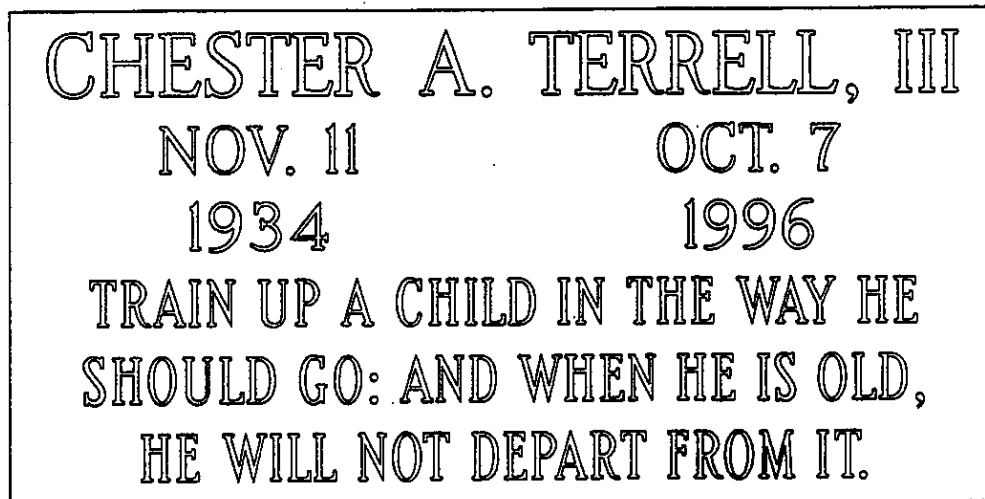 CHESTER A. TERRELL, III
NOV. 11 OCT. 7
1934 1996
TRAIN UP A CHILD IN THE WAY HE
SHOULD GO: AND WHEN HE IS OLD,
HE WILL NOT DEPART FROM IT.